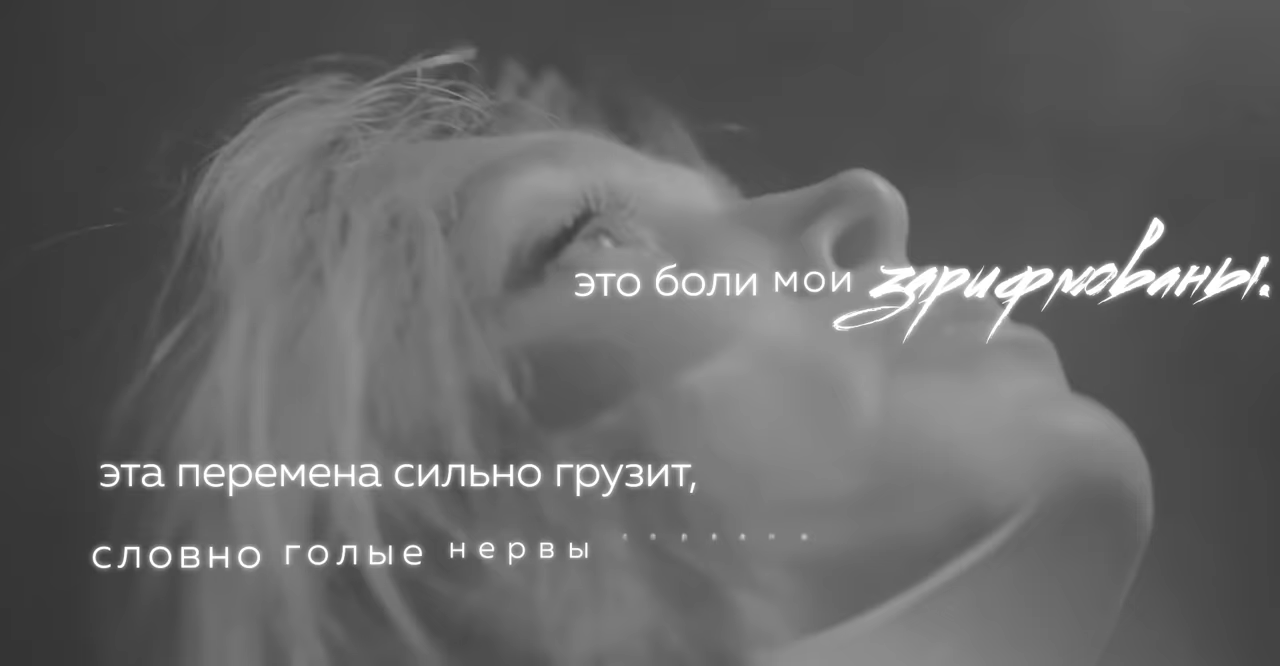 это боли мои зарифмованы.
эта перемена сильно грузит,
словно голые нервы